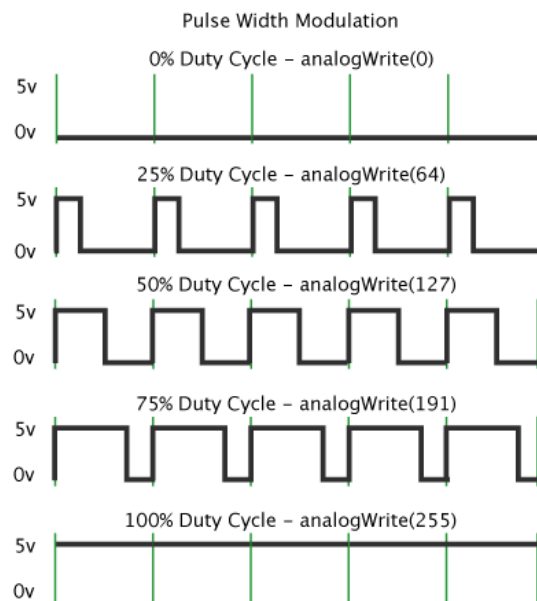 Pulse Width Modulation
0% Duty Cycle – analogWrite(0)
5v
0v
25% Duty Cycle – analogWrite(64)
5v
0v
50% Duty Cycle – analogWrite(127)
5v
0v
75% Duty Cycle – analogWrite(191)
5v
0v
100% Duty Cycle – analogWrite(255)
5v
0v